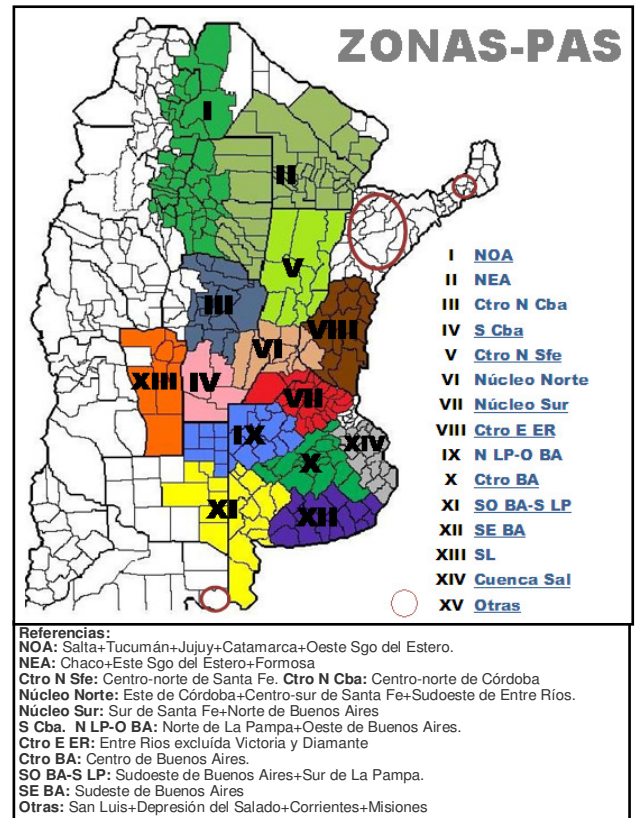 ZONAS-PAS
I
II
III
V
VI
VIII
XIII
IV
VII
IX
XIV
X
XI
XII
I NOA
II NEA
III Ctro N Cba
IV S Cba
V Ctro N Sfe
VI Núcleo Norte
VII Núcleo Sur
VIII Ctro E ER
IX N LP-O BA
X Ctro BA
XI SO BA-S LP
XII SE BA
XIII SL
XIV Cuenca Sal
XV Otras
Referencias:
NOA: Salta+Tucumán+Jujuy+Catamarca+Oeste Sgo del Estero.
NEA: Chaco+Este Sgo del Estero+Formosa
Ctro N Sfe: Centro-norte de Santa Fe. Ctro N Cba: Centro-norte de Córdoba
Núcleo Norte: Este de Córdoba+Centro-sur de Santa Fe+Sudoeste de Entre Ríos.
Núcleo Sur: Sur de Santa Fe+Norte de Buenos Aires
S Cba. N LP-O BA: Norte de La Pampa+Oeste de Buenos Aires.
Ctro E ER: Entre Rios excluída Victoria y Diamante
Ctro BA: Centro de Buenos Aires.
SO BA-S LP: Sudoeste de Buenos Aires+Sur de La Pampa.
SE BA: Sudeste de Buenos Aires
Otras: San Luis+Depresión del Salado+Corrientes+Misiones